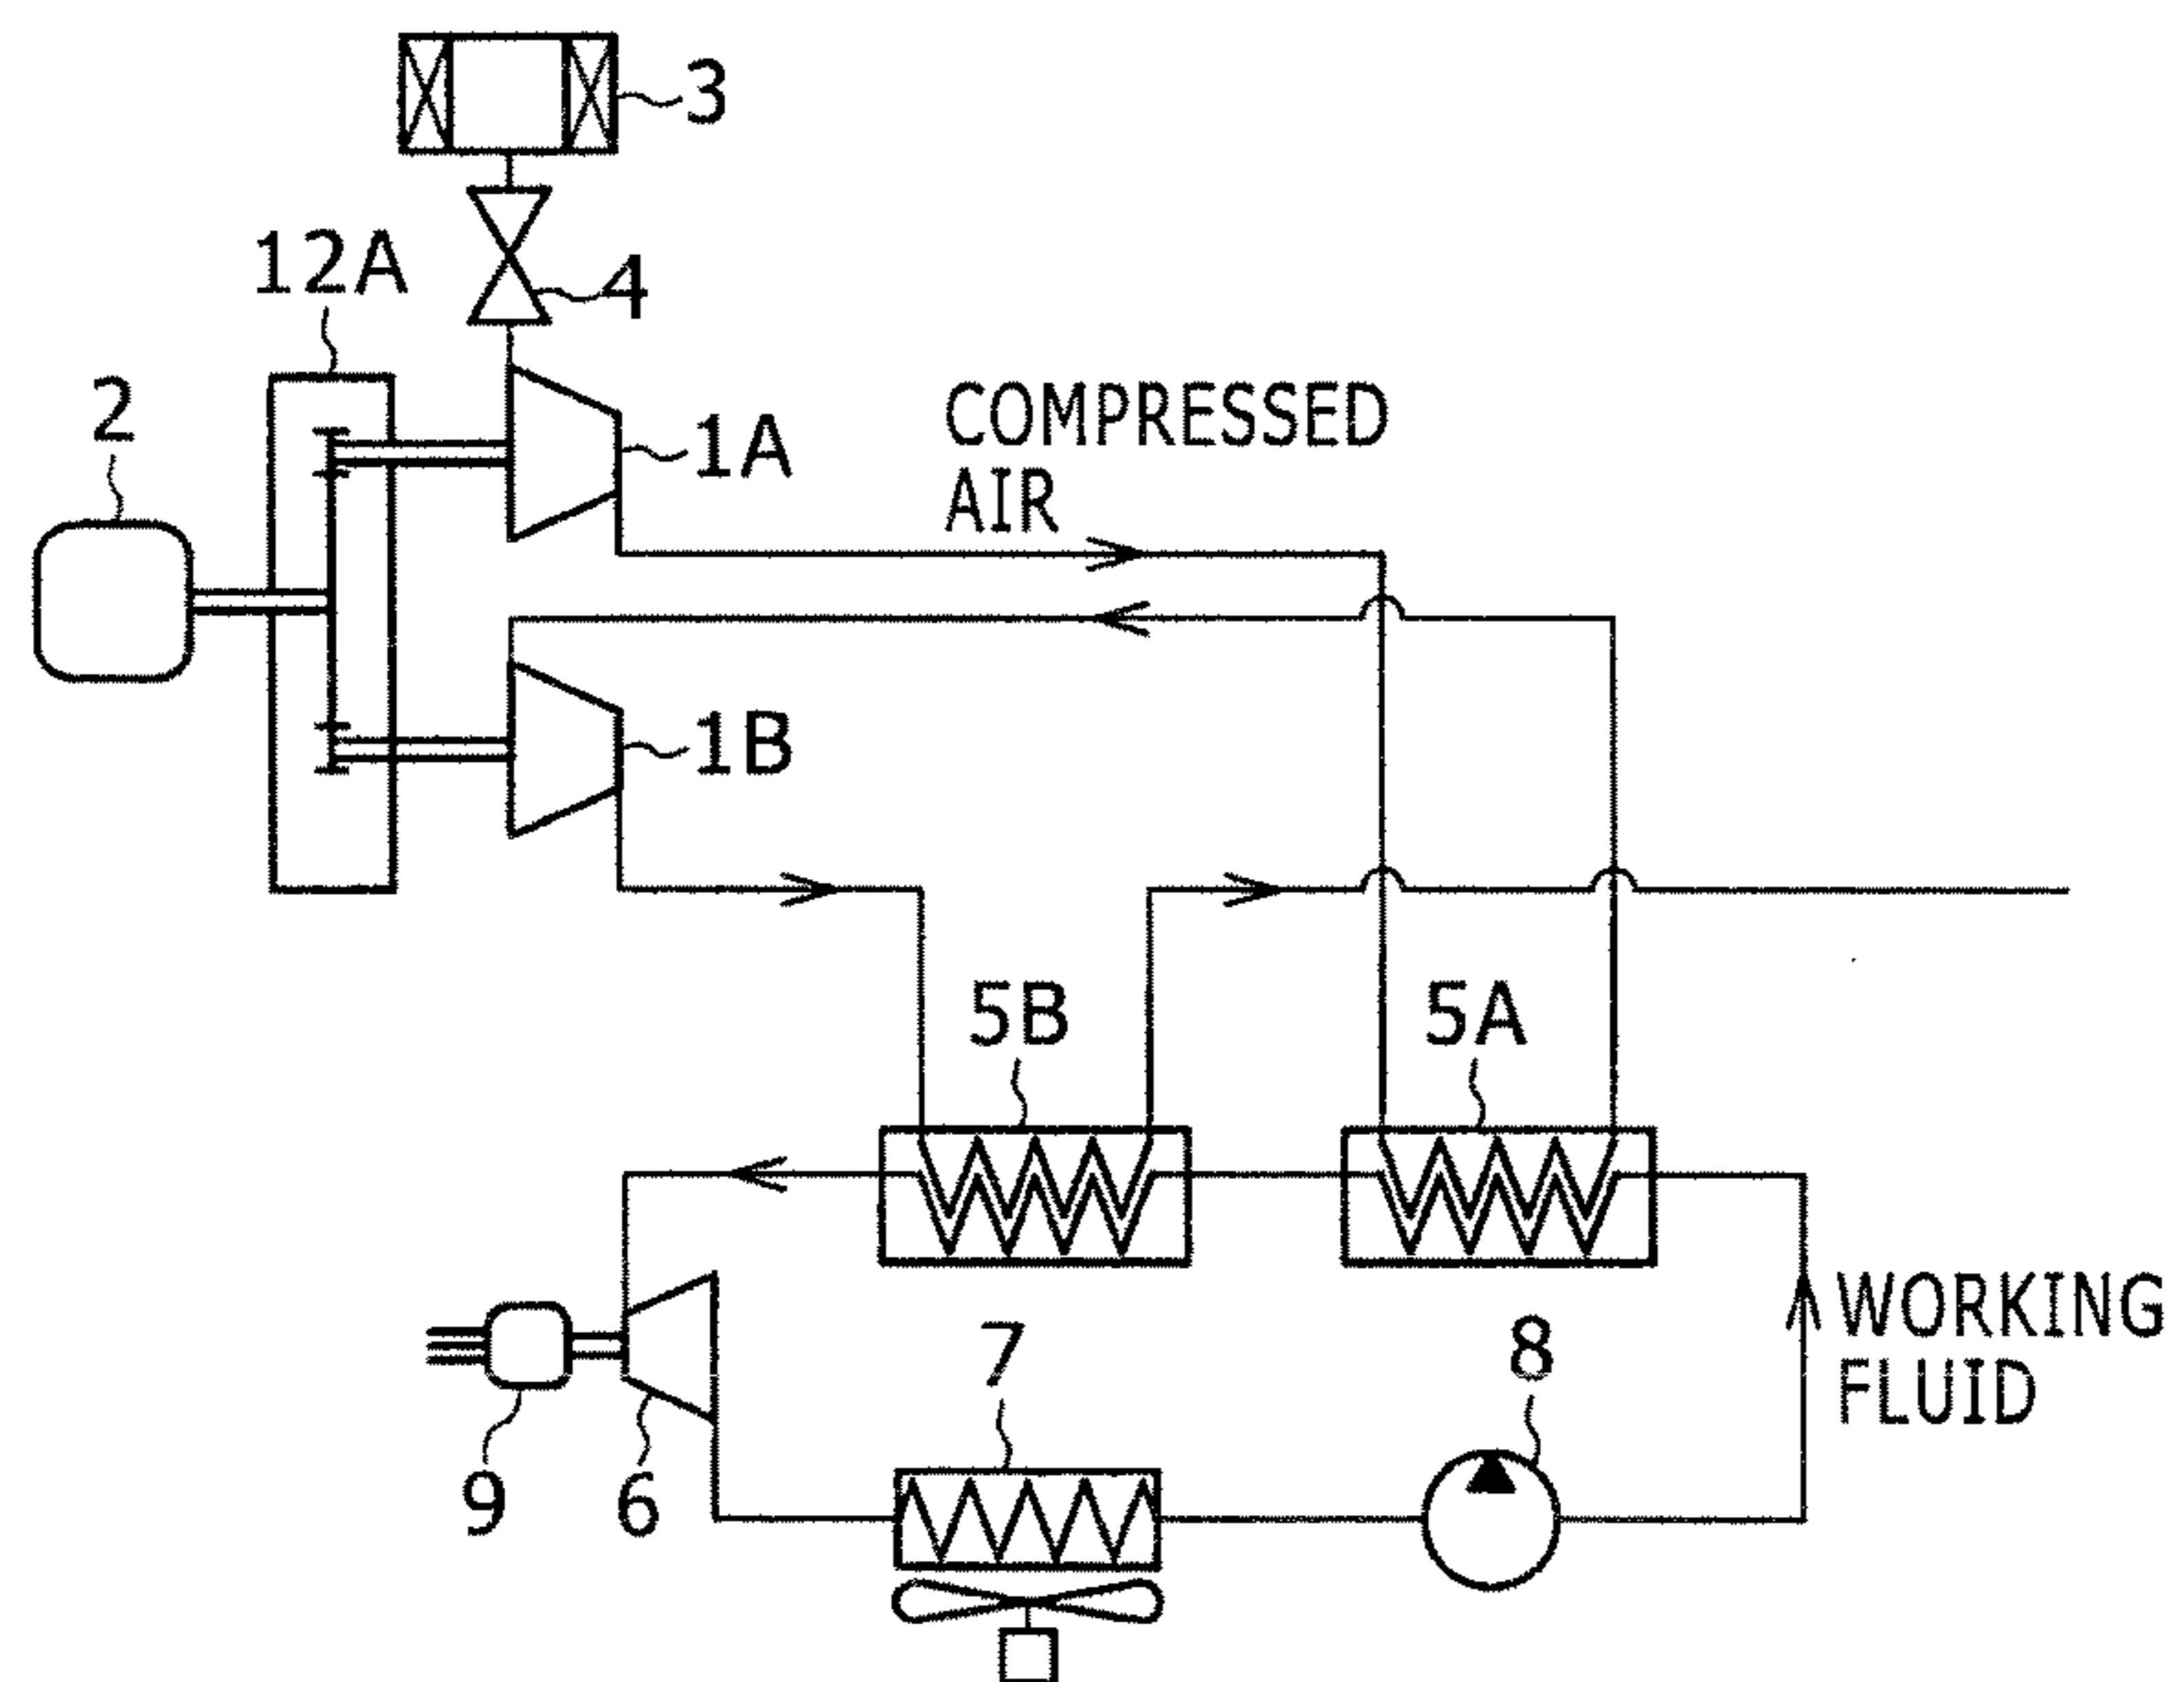 3
12A
4
2
1A
COMPRESSED
AIR
1B
5B
5A
WORKING
FLUID
7
8
9
6